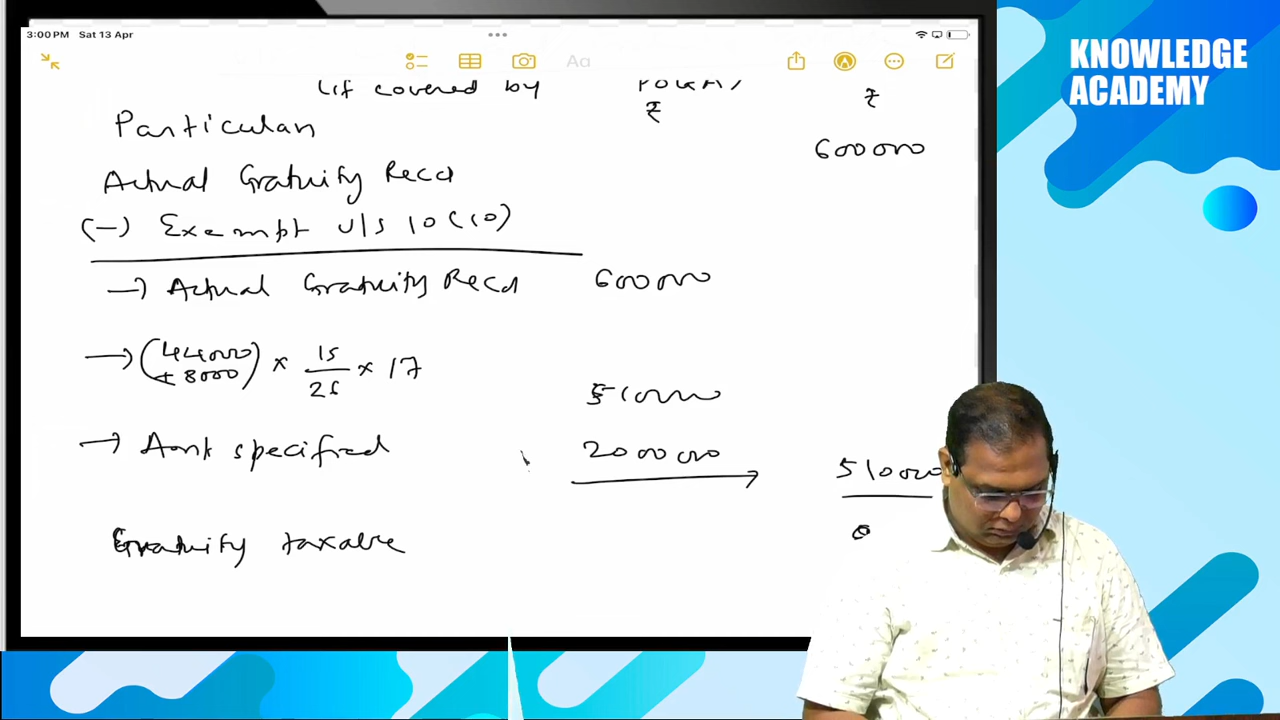 3:00 PM Sat 13 Apr
KNOWLEDGE
ACADEMY
Aa
(if covered by
₹ ₹
Particular
600000
Actual Gratuity Recd
(-) Exempt u/s 10(10)
→ Actual Gratuity Recd 600000
→ (44000 + 8000) × 15/26 × 17
510000
→ Amt specified 2000000 510000
Gratuity taxable